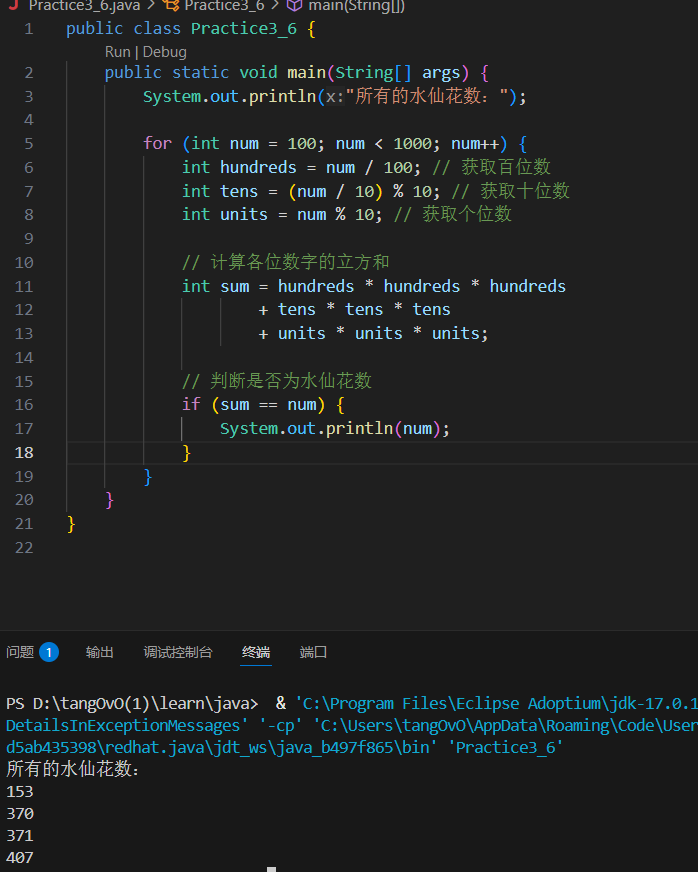 Practice3_6.java > Practice3_6 > main(String[])
1 public class Practice3_6 {
Run | Debug
2 public static void main(String[] args) {
3 System.out.println(x:"所有的水仙花数：");
4
5 for (int num = 100; num < 1000; num++) {
6 int hundreds = num / 100; // 获取百位数
7 int tens = (num / 10) % 10; // 获取十位数
8 int units = num % 10; // 获取个位数
9
10 // 计算各位数字的立方和
11 int sum = hundreds * hundreds * hundreds
12 + tens * tens * tens
13 + units * units * units;
14
15 // 判断是否为水仙花数
16 if (sum == num) {
17 System.out.println(num);
18 }
19 }
20 }
21 }
22
问题 1 输出 调试控制台 终端 端口
PS D:\tangOvO(1)\learn\java> & 'C:\Program Files\Eclipse Adoptium\jdk-17.0.1
DetailsInExceptionMessages' '-cp' 'C:\Users\tangOvO\AppData\Roaming\Code\User
d5ab435398\redhat.java\jdt_ws\java_b497f865\bin' 'Practice3_6'
所有的水仙花数：
153
370
371
407